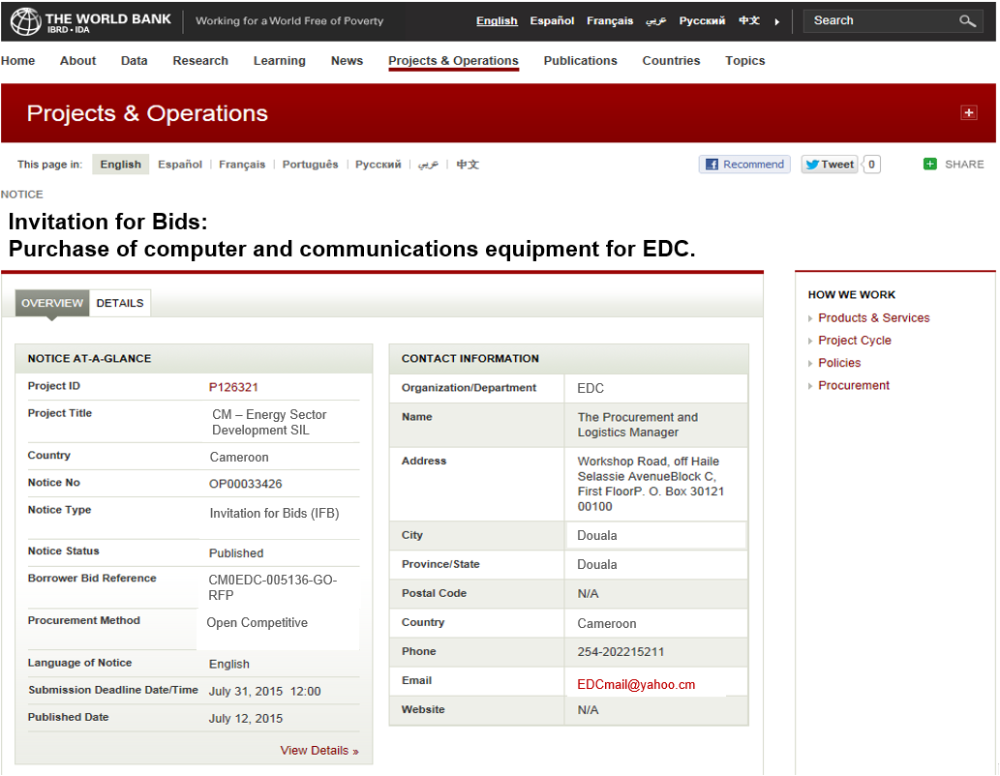 THE WORLD BANK
IBRD • IDA
Working for a World Free of Poverty
English Español Français عربي Русский 中文
Search
Home About Data Research Learning News Projects & Operations Publications Countries Topics
Projects & Operations
This page in: English Español | Français | Português | Русский | عربي | 中文
Recommend
Tweet 0
SHARE
NOTICE
Invitation for Bids:
Purchase of computer and communications equipment for EDC.
OVERVIEW DETAILS
NOTICE AT-A-GLANCE
Project ID P126321
Project Title CM – Energy Sector
Development SIL
Country Cameroon
Notice No OP00033426
Notice Type Invitation for Bids (IFB)
Notice Status Published
Borrower Bid Reference CM0EDC-005136-GO-
RFP
Procurement Method Open Competitive
Language of Notice English
Submission Deadline Date/Time July 31, 2015 12:00
Published Date July 12, 2015
View Details »
CONTACT INFORMATION
Organization/Department EDC
Name The Procurement and
Logistics Manager
Address Workshop Road, off Haile
Selassie AvenueBlock C,
First FloorP. O. Box 30121
00100
City Douala
Province/State Douala
Postal Code N/A
Country Cameroon
Phone 254-202215211
Email EDCmail@yahoo.cm
Website N/A
HOW WE WORK
Products & Services
Project Cycle
Policies
Procurement